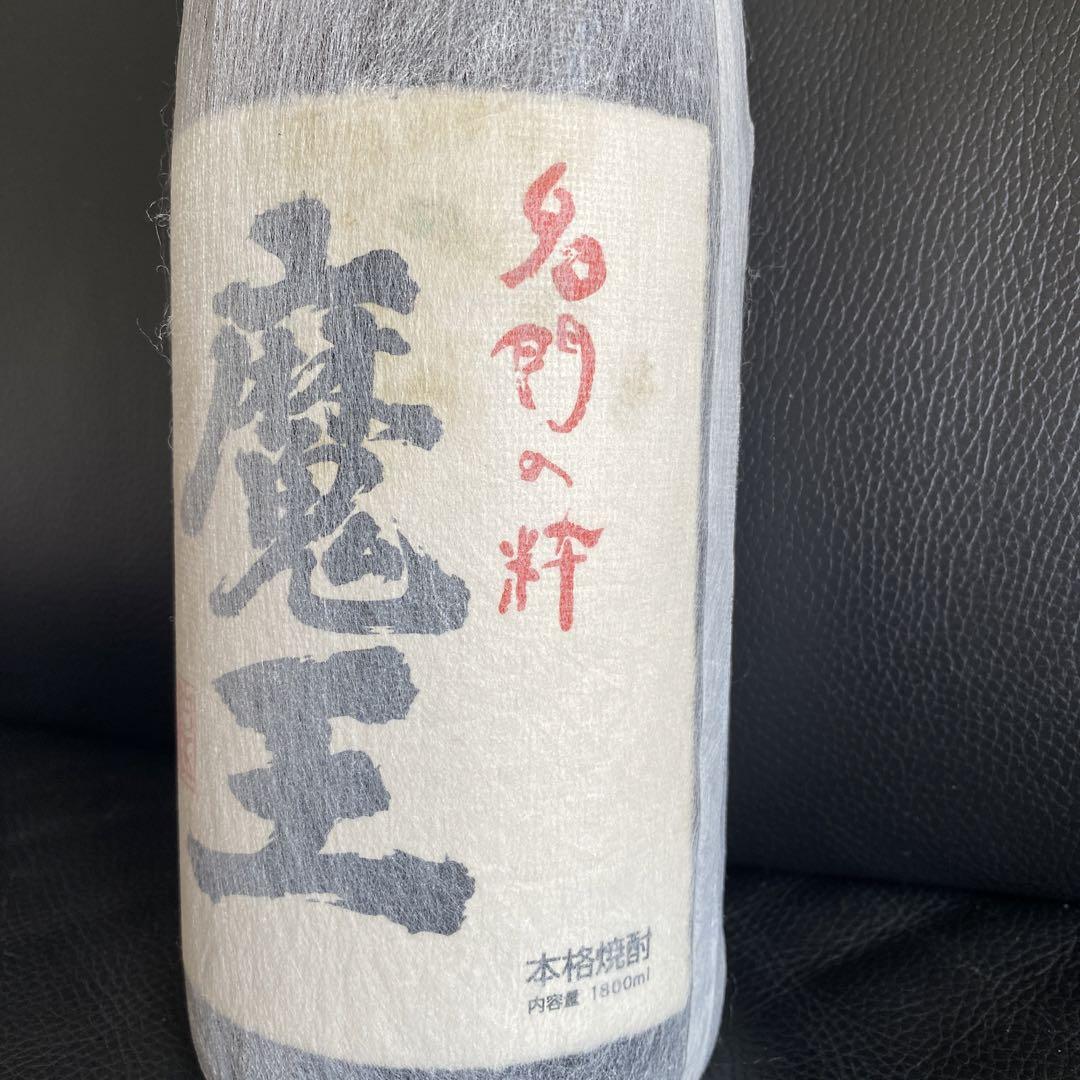 名門の粋
魔王
本格焼酎
内容量 1800ml